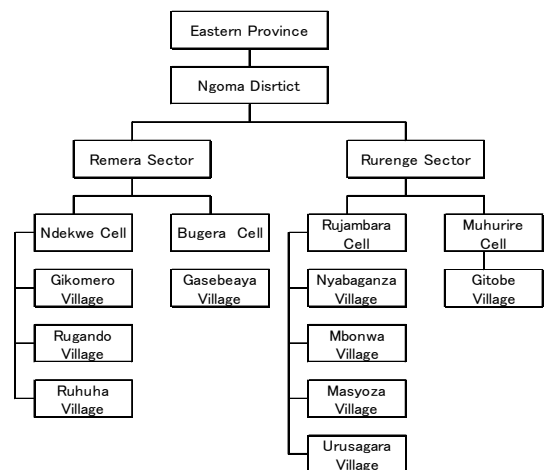 Eastern Province
Ngoma Disrtict
Remera Sector
Rurenge Sector
Ndekwe Cell
Bugera Cell
Rujambara
Cell
Muhurire
Cell
Gikomero
Village
Gasebeaya
Village
Nyabaganza
Village
Gitobe
Village
Rugando
Village
Mbonwa
Village
Ruhuha
Village
Masyoza
Village
Urusagara
Village